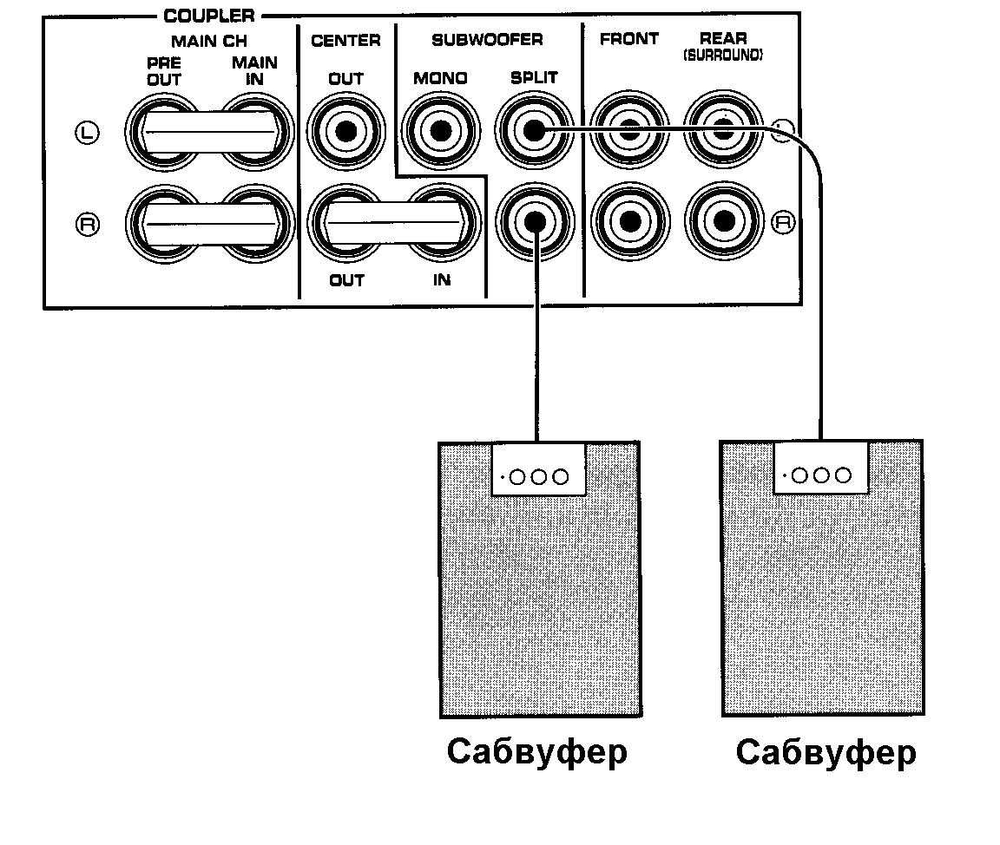 COUPLER
MAIN CH
CENTER
SUBWOOFER
FRONT
REAR
(SURROUND)
PRE
OUT
MAIN
IN
OUT
MONO
SPLIT
L
L
R
R
OUT
IN
Сабвуфер
Сабвуфер